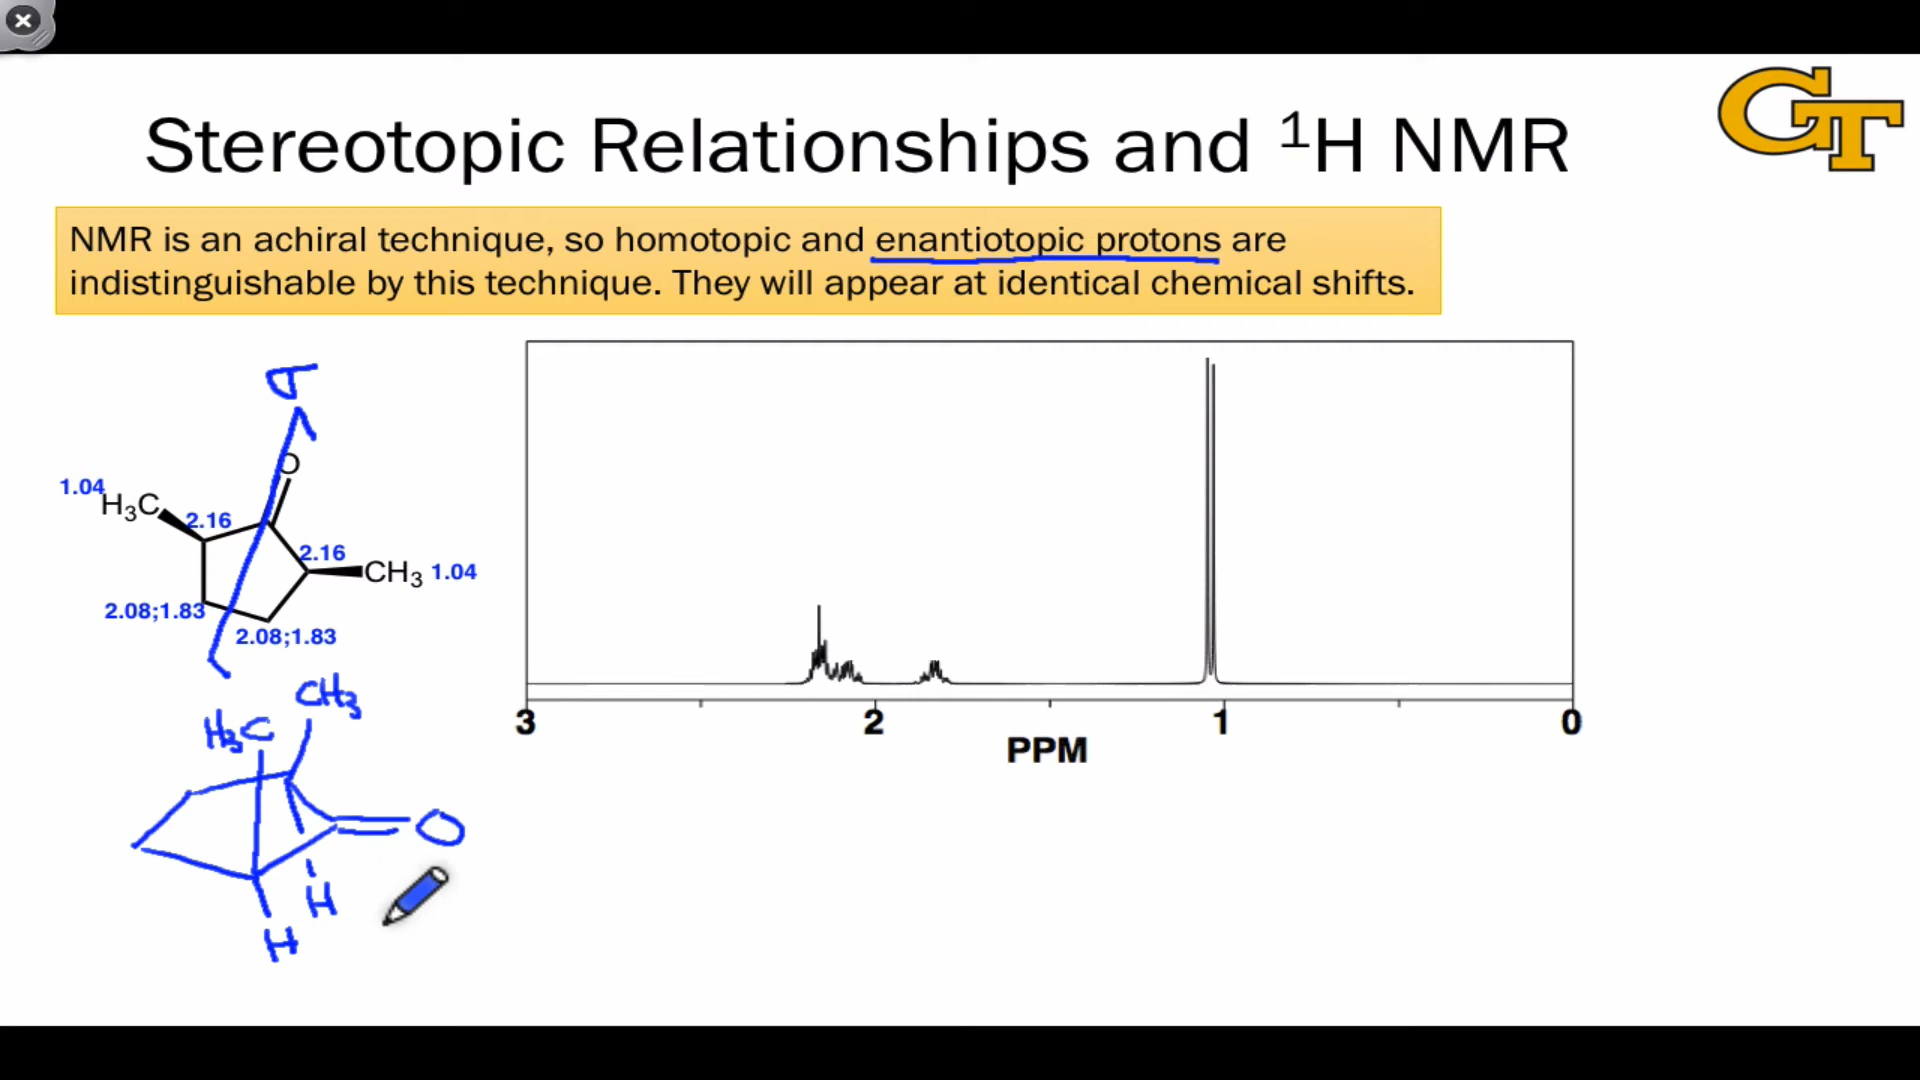 GT
Stereotopic Relationships and ¹H NMR
NMR is an achiral technique, so homotopic and enantiotopic protons are
indistinguishable by this technique. They will appear at identical chemical shifts.
σ
O
1.04
H₃C
2.16
2.16
CH₃ 1.04
2.08;1.83
2.08;1.83
CH₃
H₃C
O
H
H
3 2 1 0
PPM